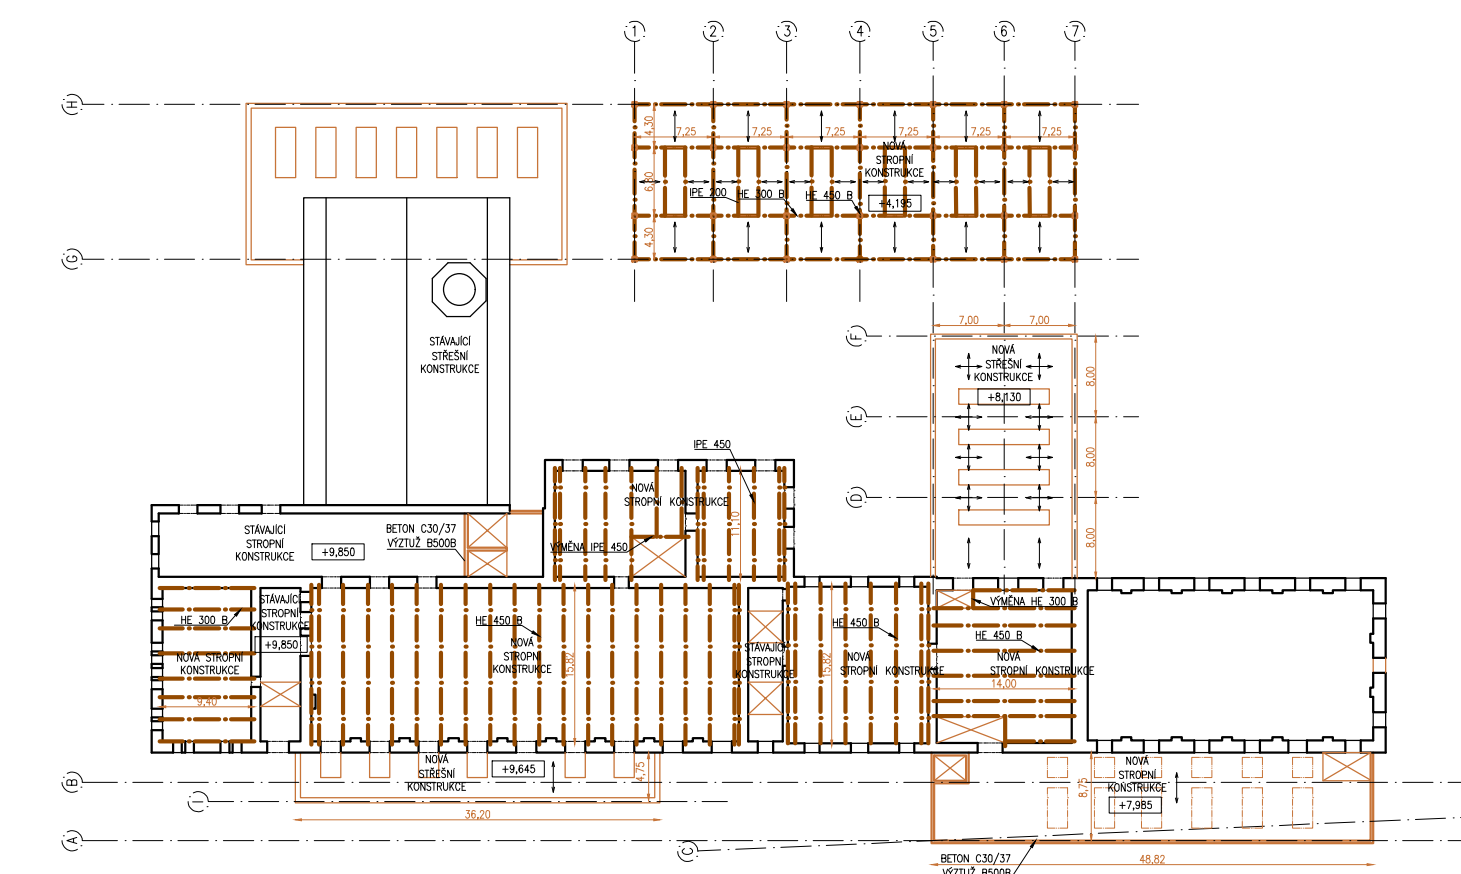 1 2 3 4 5 6 7
H
4,30
7,25 7,25 7,25 7,25 7,25 7,25
NOVÁ
STROPNÍ
KONSTRUKCE
6,80
IPE 200 HE 300 B HE 450 B
+4,195
4,30
G
7,00 7,00
F
STÁVAJÍCÍ
STŘEŠNÍ
KONSTRUKCE
NOVÁ
STŘEŠNÍ
KONSTRUKCE
+8,130
8,00
E
8,00
D
8,00
IPE 450
NOVÁ
STROPNÍ KONSTRUKCE
11,10
VÝMĚNA IPE 450
STÁVAJÍCÍ
STROPNÍ
KONSTRUKCE
+9,850
BETON C30/37
VÝZTUŽ B500B
STÁVAJÍCÍ
STROPNÍ
KONSTRUKCE
+9,850
HE 300 B
NOVÁ STROPNÍ
KONSTRUKCE
9,40
HE 450 B
NOVÁ
STROPNÍ
KONSTRUKCE
15,82
STÁVAJÍCÍ
STROPNÍ
KONSTRUKCE
HE 450 B
15,82
NOVÁ
STROPNÍ KONSTRUKCE
VÝMĚNA HE 300 B
HE 450 B
NOVÁ
STROPNÍ KONSTRUKCE
14,00
NOVÁ
STŘEŠNÍ
KONSTRUKCE
+9,645
4,75
B
I
36,20
A
C
NOVÁ
STROPNÍ
KONSTRUKCE
+7,985
8,75
BETON C30/37
VÝZTUŽ B500B
48,82